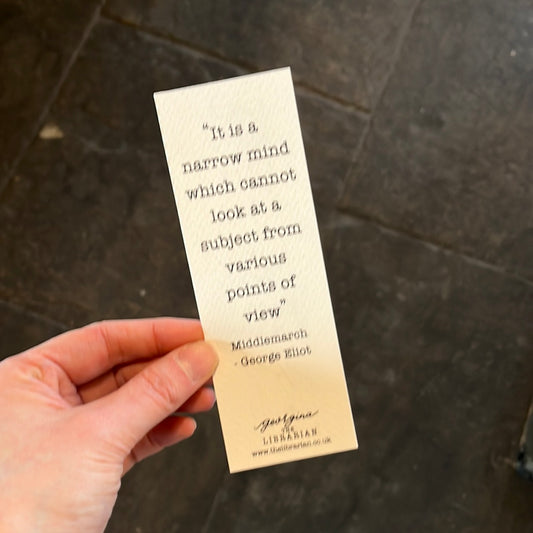 “It is a
narrow mind
which cannot
look at a
subject from
various
points of
view”
Middlemarch
- George Eliot
georgina
THE
LIBRARIAN
www.thelibrarian.co.uk